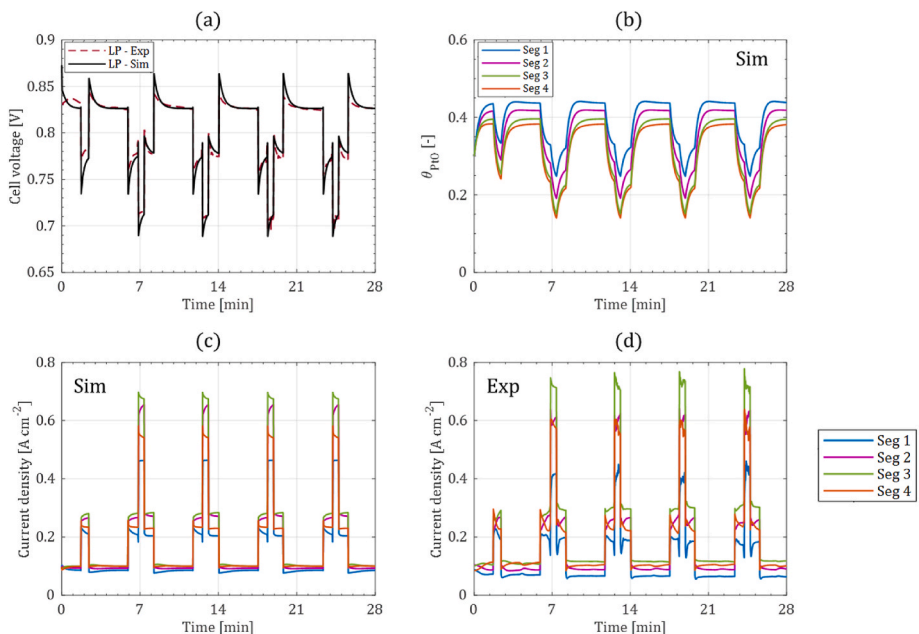 (a)
0.9
0.85
0.8
0.75
0.7
0.65
Cell voltage [V]
LP - Exp
LP - Sim
0 7 14 21 28
Time [min]
(b)
0.6
0.4
0.2
0
θPtO [-]
Seg 1
Seg 2
Seg 3
Seg 4
Sim
0 7 14 21 28
Time [min]
(c)
0.8
0.6
0.4
0.2
0
Current density [A cm-2]
Sim
0 7 14 21 28
Time [min]
(d)
0.8
0.6
0.4
0.2
0
Current density [A cm-2]
Exp
0 7 14 21 28
Time [min]
Seg 1
Seg 2
Seg 3
Seg 4